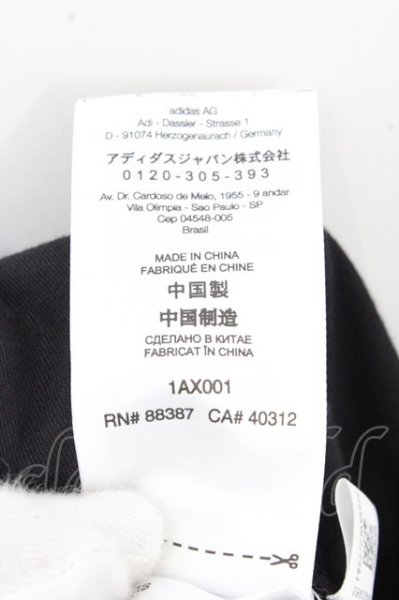 adidas AG
Adi - Dassler - Strasse 1
D - 91074 Herzogenaurach / Germany
アディダスジャパン株式会社
0120-305-393
Av. Dr. Cardoso de Melo, 1955 - 9 andar
Vila Olimpia - Sao Paulo - SP
Cep 04548-005
Brasil
MADE IN CHINA
FABRIQUÉ EN CHINE
中国製
中国制造
СДЕЛАНО В КИТАЕ
FABRICAT ÎN CHINA
1AX001
RN# 88387 CA# 40312